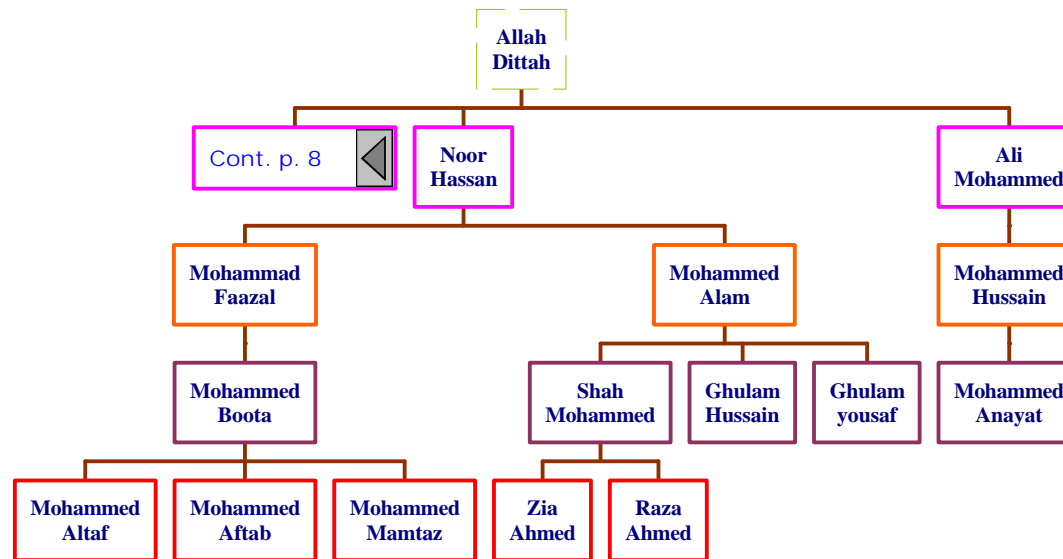 Allah
Dittah
Cont. p. 8
Noor
Hassan
Ali
Mohammed
Mohammad
Faazal
Mohammed
Alam
Mohammed
Hussain
Mohammed
Boota
Shah
Mohammed
Ghulam
Hussain
Ghulam
yousaf
Mohammed
Anayat
Mohammed
Altaf
Mohammed
Aftab
Mohammed
Mamtaz
Zia
Ahmed
Raza
Ahmed